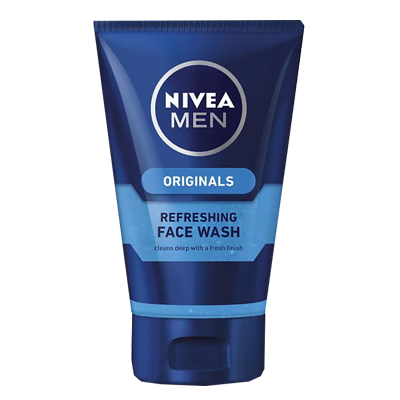 NIVEA
MEN
ORIGINALS
REFRESHING
FACE WASH
cleans deep with a fresh finish